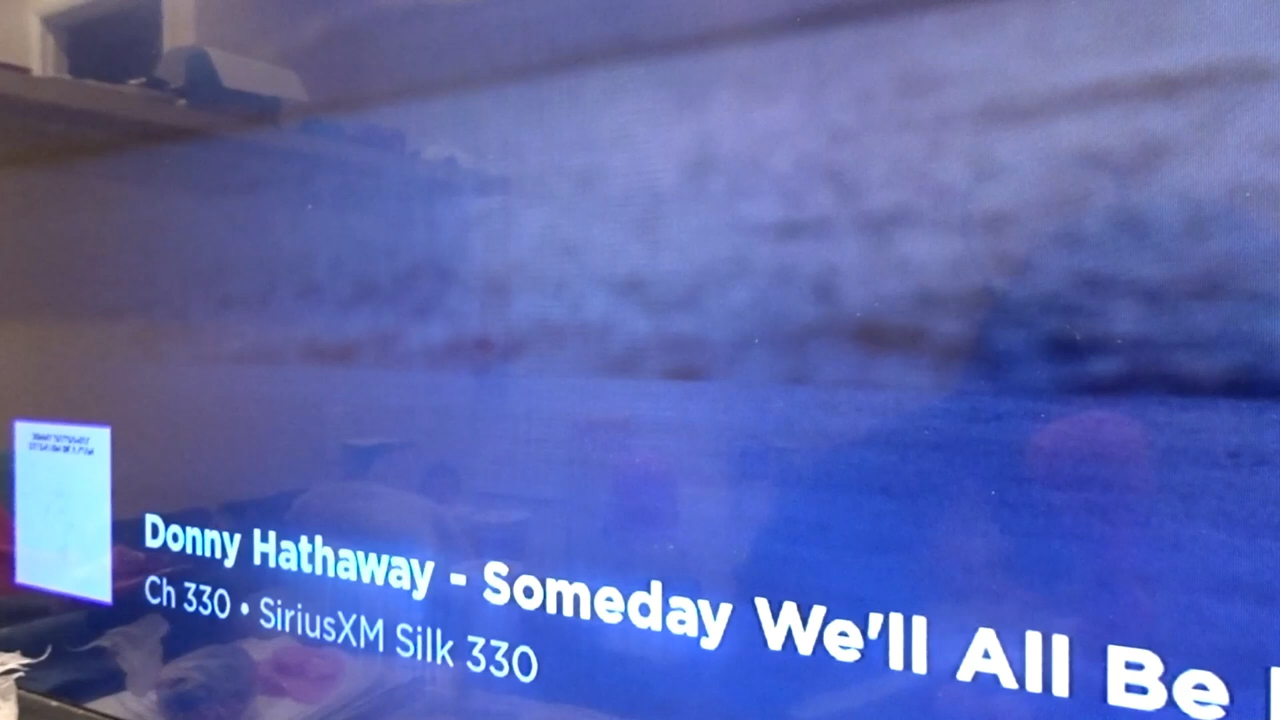 Donny Hathaway - Someday We'll All Be
Ch 330 • SiriusXM Silk 330